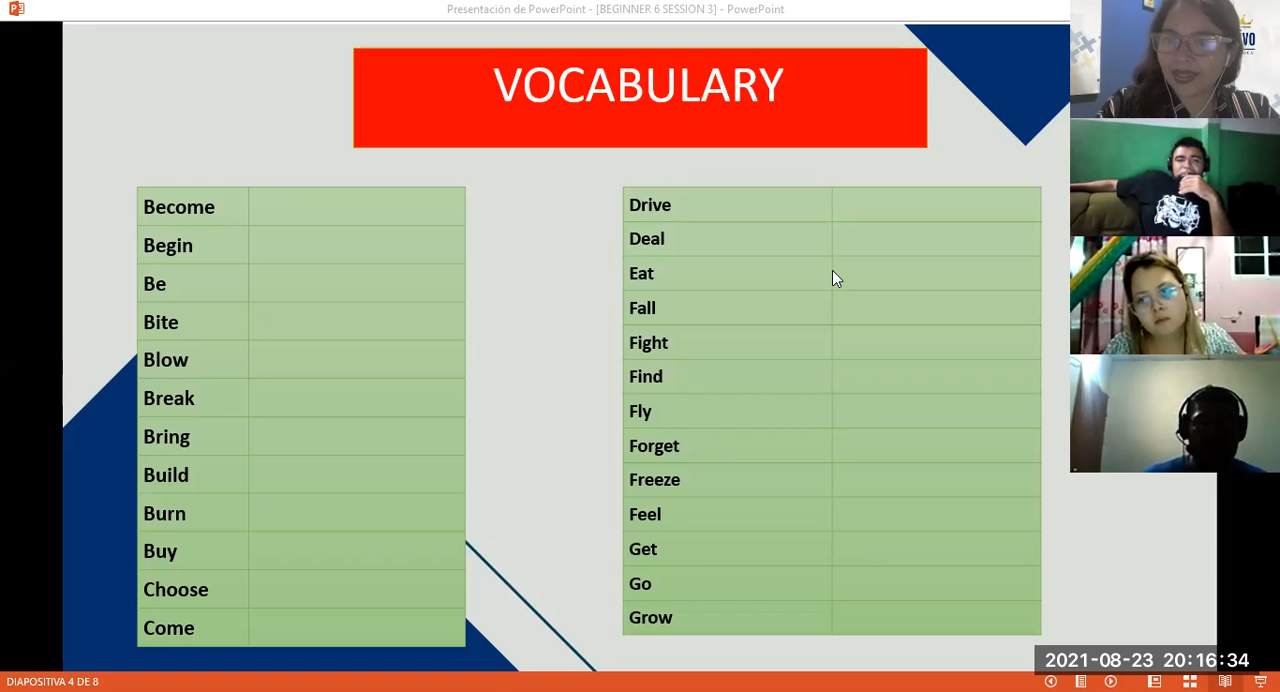 Presentación de PowerPoint - [BEGINNER 6 SESSION 3] - PowerPoint
VOCABULARY
Become
Begin
Be
Bite
Blow
Break
Bring
Build
Burn
Buy
Choose
Come
Drive
Deal
Eat
Fall
Fight
Find
Fly
Forget
Freeze
Feel
Get
Go
Grow
2021-08-23 20:16:34
DIAPOSITIVA 4 DE 8